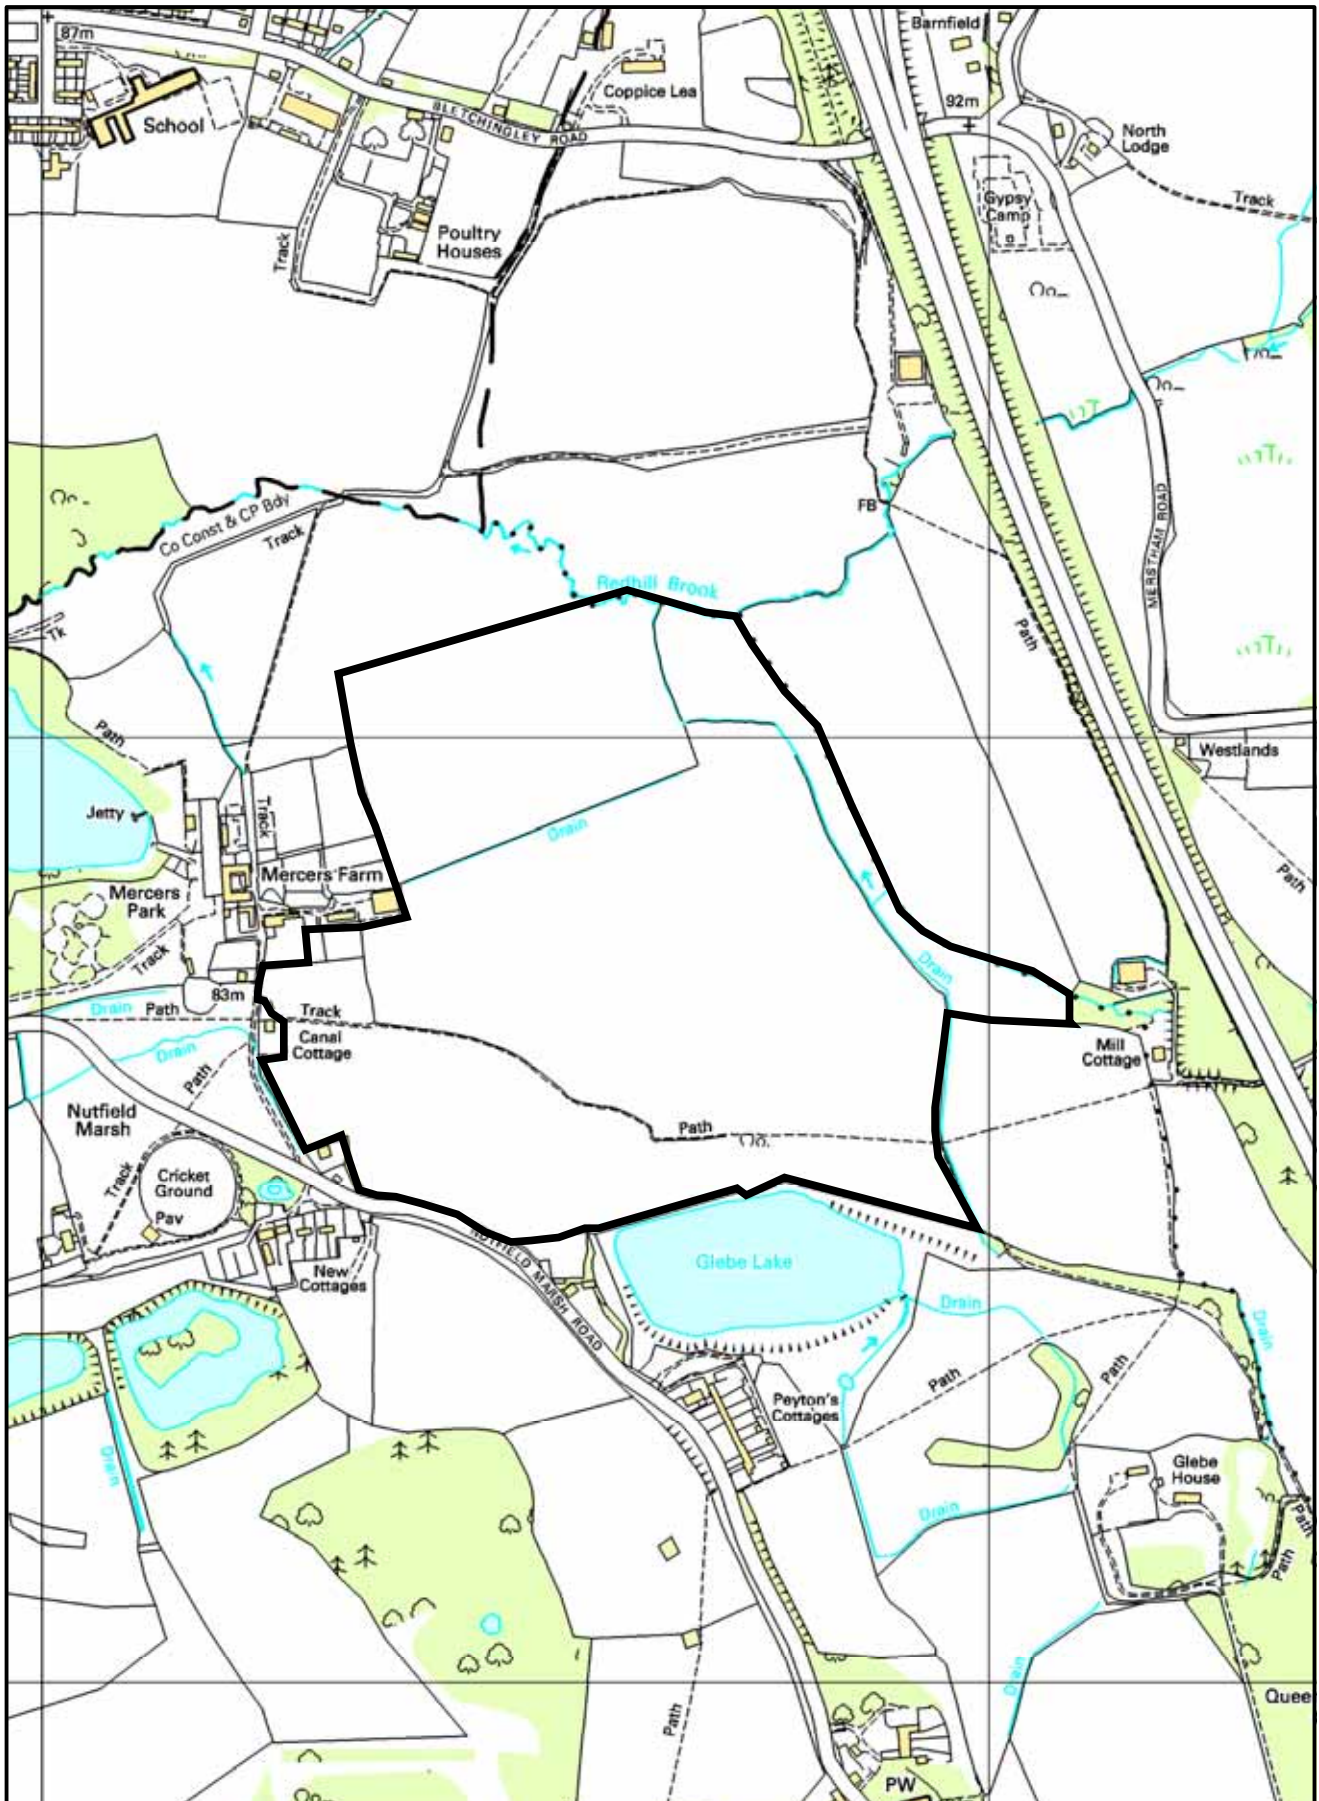 87m
School
BLETCHINGLEY ROAD
Coppice Lea
Barnfield
92m
North
Lodge
Track
Gypsy
Camp
Poultry
Houses
Track
FB
MERSTHAM ROAD
Co Const & CP Bdy
Track
Redhill Brook
Tk
Path
Path
Westlands
Jetty
Track
Drain
Mercers Farm
Mercers
Park
Path
Track
83m
Drain
Drain
Path
Track
Canal
Cottage
Mill
Cottage
Drain
Path
Nutfield
Marsh
Path
Track
Cricket
Ground
Pav
New
Cottages
NUTFIELD MARSH ROAD
Glebe Lake
Drain
Drain
Path
Path
Peyton's
Cottages
Drain
Glebe
House
Drain
Path
Path
Drain
Path
Quee
PW